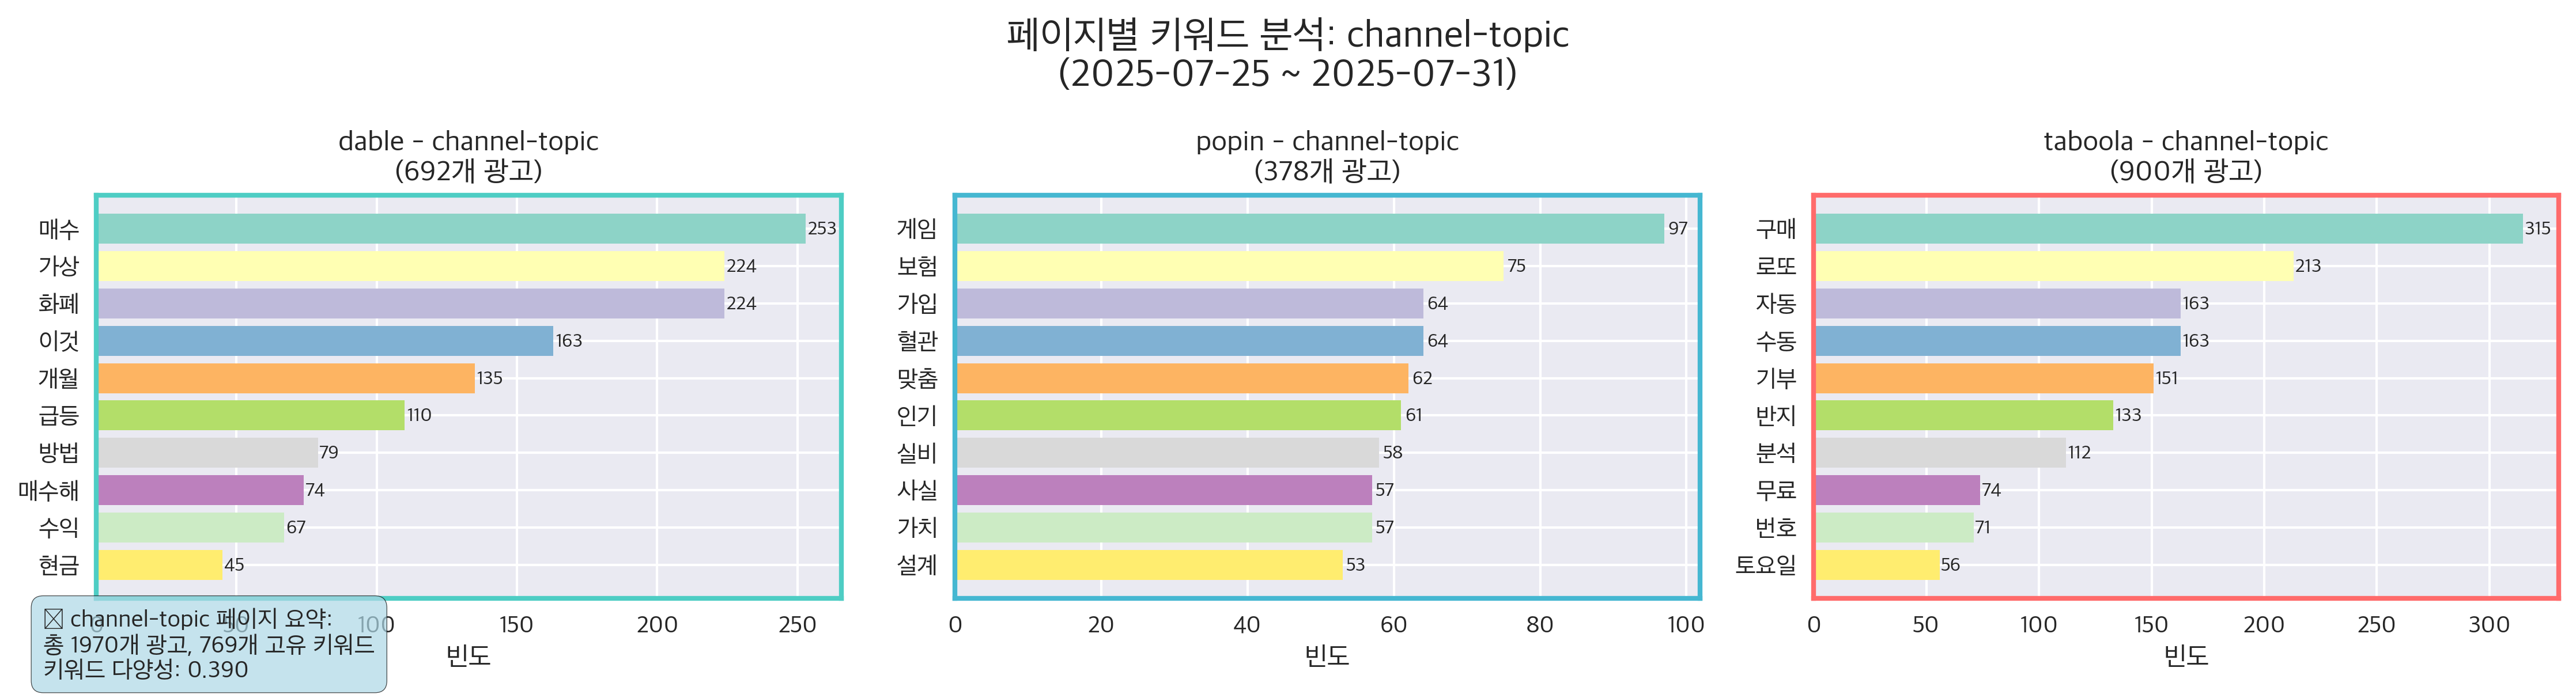 페이지별 키워드 분석: channel-topic
(2025-07-25 ~ 2025-07-31)
dable - channel-topic
(692개 광고)
매수 253
가상 224
화폐 224
이것 163
개월 135
급등 110
방법 79
매수해 74
수익 67
현금 45
0 50 100 150 200 250
빈도
popin - channel-topic
(378개 광고)
게임 97
보험 75
가입 64
혈관 64
맞춤 62
인기 61
실비 58
사실 57
가치 57
설계 53
0 20 40 60 80 100
빈도
taboola - channel-topic
(900개 광고)
구매 315
로또 213
자동 163
수동 163
기부 151
반지 133
분석 112
무료 74
번호 71
토요일 56
0 50 100 150 200 250 300
빈도
channel-topic 페이지 요약:
총 1970개 광고, 769개 고유 키워드
키워드 다양성: 0.390